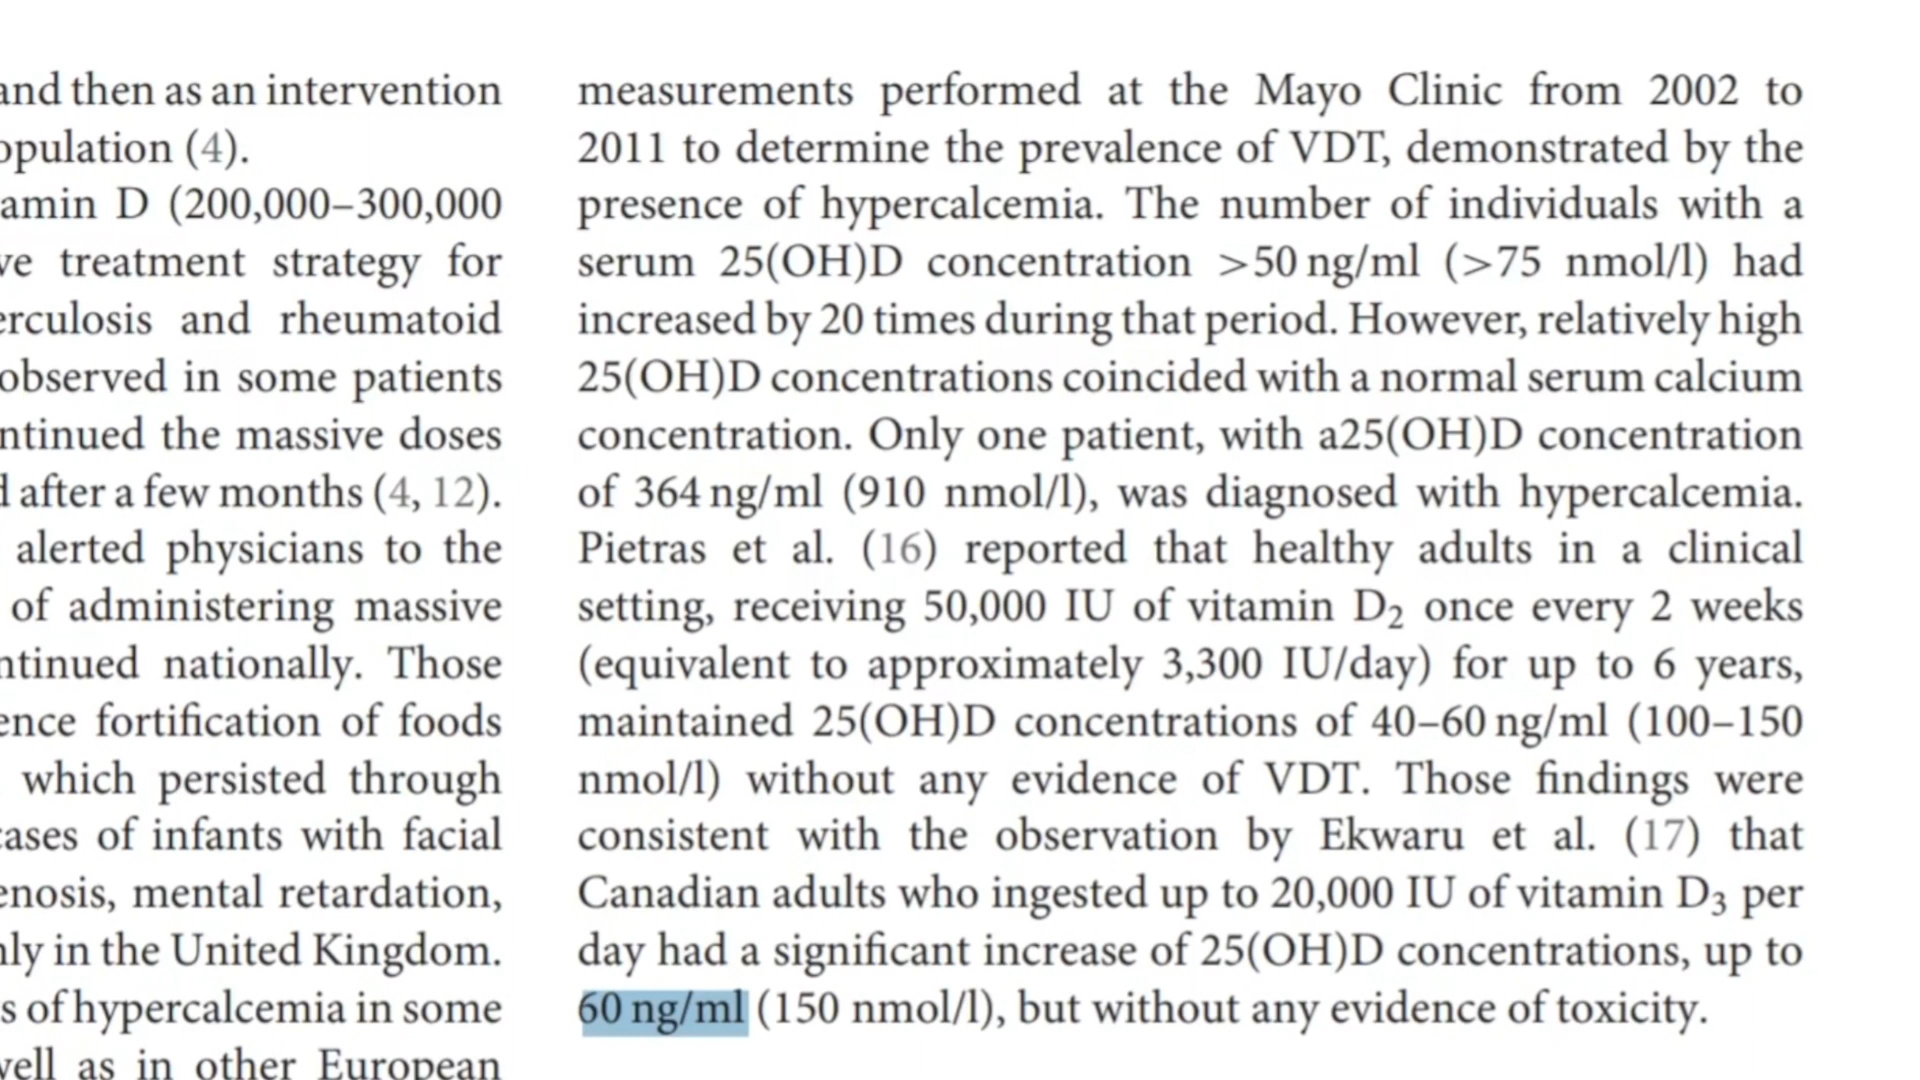 and then as an intervention
(4).
D (200,000–300,000
treatment strategy for
and rheumatoid
observed in some patients
the massive doses
after a few months (4, 12).
alerted physicians to the
of administering massive
nationally. Those
fortification of foods
which persisted through
of infants with facial
mental retardation,
in the United Kingdom.
of hypercalcemia in some
as in other European
measurements performed at the Mayo Clinic from 2002 to
2011 to determine the prevalence of VDT, demonstrated by the
presence of hypercalcemia. The number of individuals with a
serum 25(OH)D concentration >50 ng/ml (>75 nmol/l) had
increased by 20 times during that period. However, relatively high
25(OH)D concentrations coincided with a normal serum calcium
concentration. Only one patient, with a25(OH)D concentration
of 364 ng/ml (910 nmol/l), was diagnosed with hypercalcemia.
Pietras et al. (16) reported that healthy adults in a clinical
setting, receiving 50,000 IU of vitamin D₂ once every 2 weeks
(equivalent to approximately 3,300 IU/day) for up to 6 years,
maintained 25(OH)D concentrations of 40–60 ng/ml (100–150
nmol/l) without any evidence of VDT. Those findings were
consistent with the observation by Ekwaru et al. (17) that
Canadian adults who ingested up to 20,000 IU of vitamin D₃ per
day had a significant increase of 25(OH)D concentrations, up to
60 ng/ml (150 nmol/l), but without any evidence of toxicity.